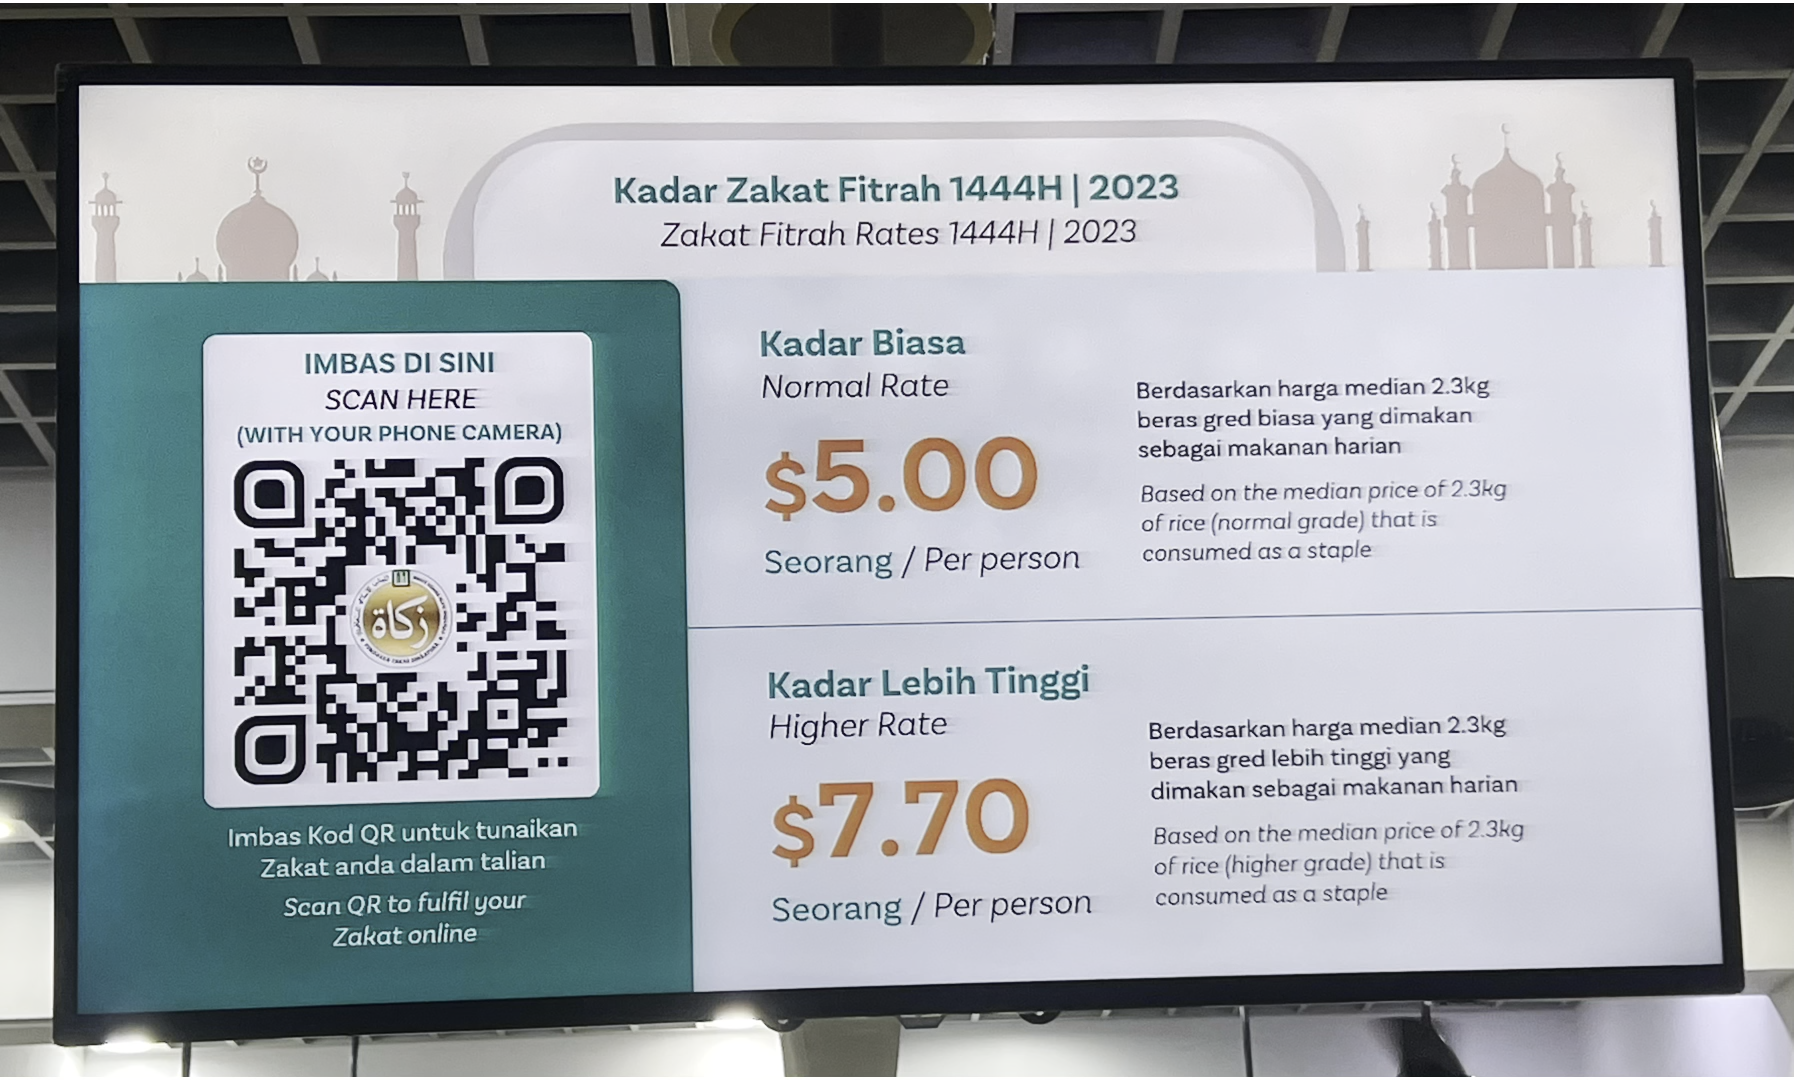 Kadar Zakat Fitrah 1444H | 2023
Zakat Fitrah Rates 1444H | 2023
IMBAS DI SINI
SCAN HERE
(WITH YOUR PHONE CAMERA)
زكاة
Imbas Kod QR untuk tunaikan
Zakat anda dalam talian
Scan QR to fulfil your
Zakat online
Kadar Biasa
Normal Rate
$5.00
Seorang / Per person
Berdasarkan harga median 2.3kg
beras gred biasa yang dimakan
sebagai makanan harian
Based on the median price of 2.3kg
of rice (normal grade) that is
consumed as a staple
Kadar Lebih Tinggi
Higher Rate
$7.70
Seorang / Per person
Berdasarkan harga median 2.3kg
beras gred lebih tinggi yang
dimakan sebagai makanan harian
Based on the median price of 2.3kg
of rice (higher grade) that is
consumed as a staple